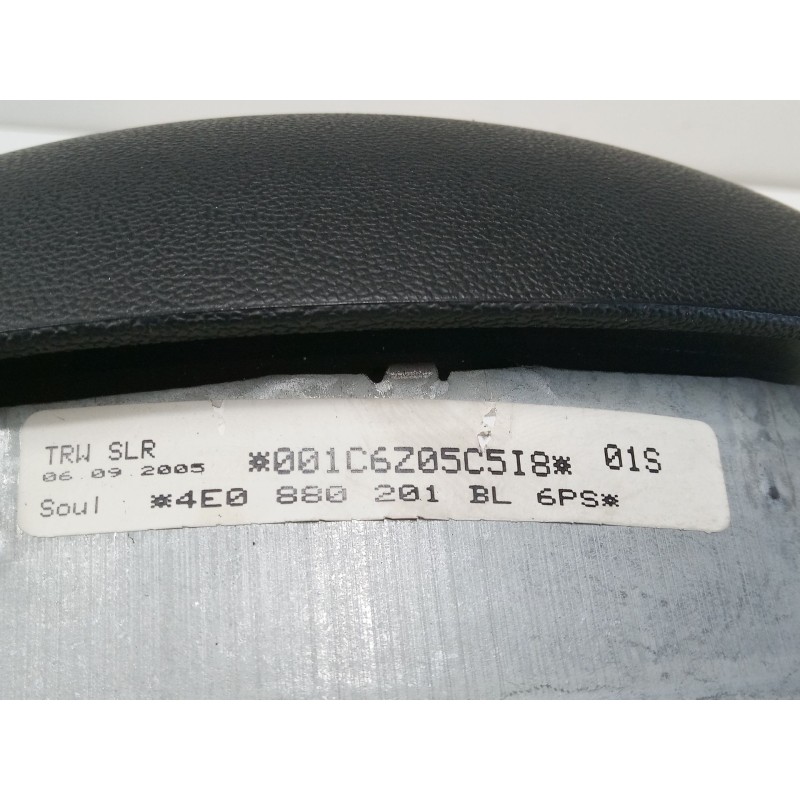 TRW SLR *001C6Z05C5I8* 01S
06.09.2005
Soul *4E0 880 201 BL 6PS*